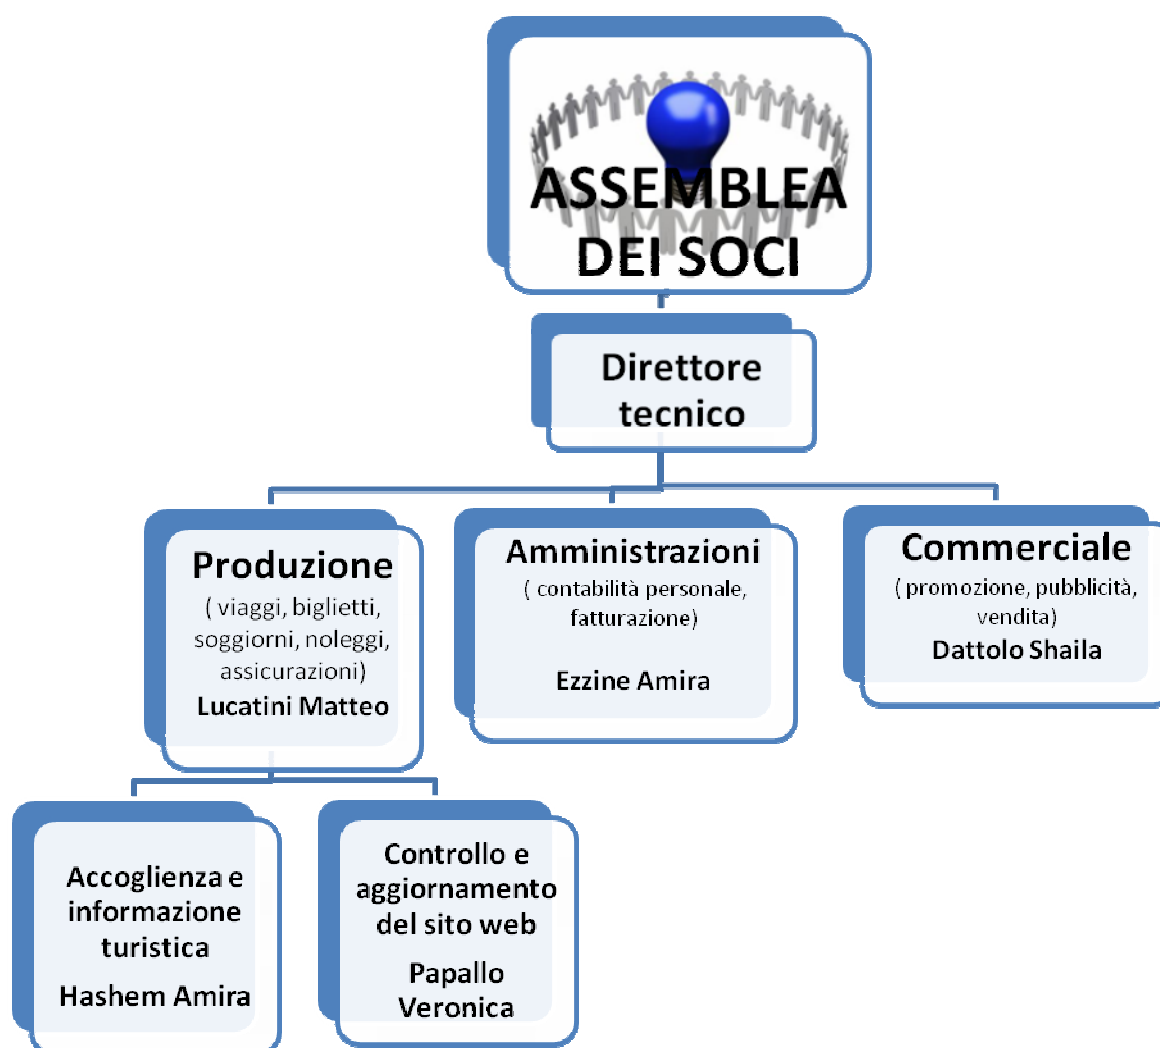 ASSEMBLEA
DEI SOCI
Direttore
tecnico
Produzione
( viaggi, biglietti,
soggiorni, noleggi,
assicurazioni)
Lucatini Matteo
Amministrazioni
( contabilità personale,
fatturazione)
Ezzine Amira
Commerciale
( promozione, pubblicità,
vendita)
Dattolo Shaila
Accoglienza e
informazione
turistica
Hashem Amira
Controllo e
aggiornamento
del sito web
Papallo
Veronica